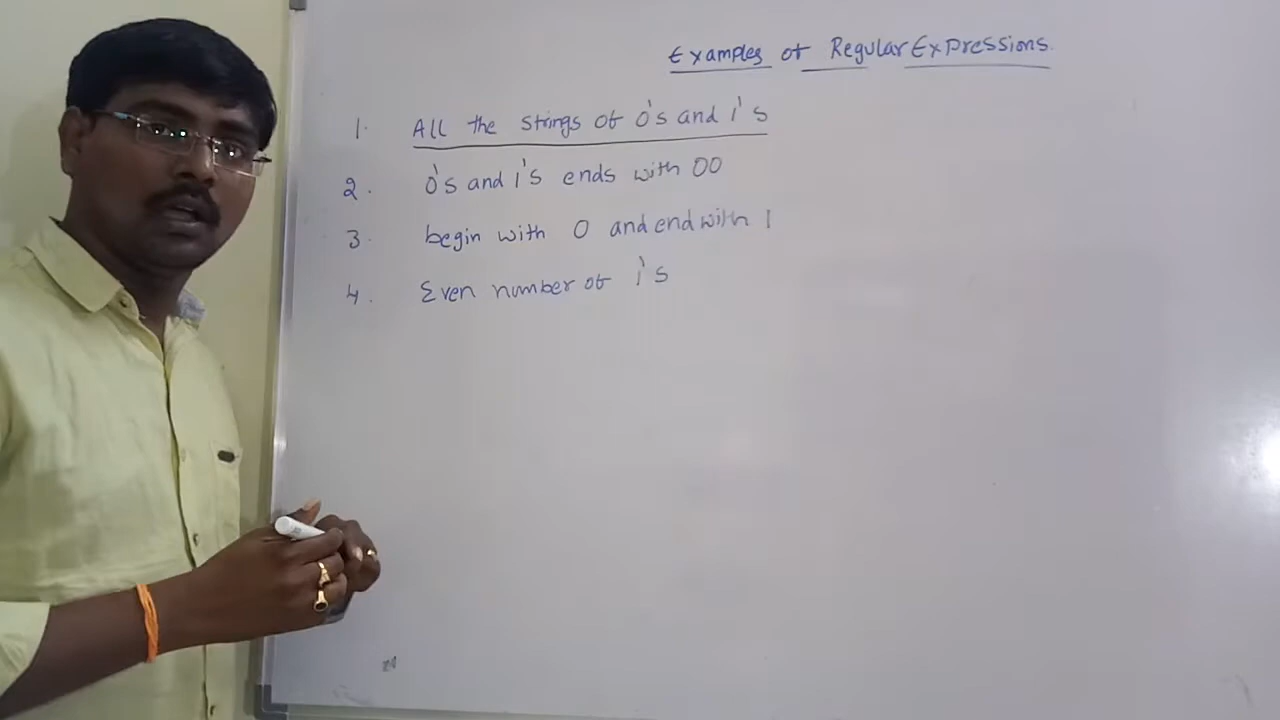 Examples of Regular Expressions.
1. All the strings of 0's and 1's
2. 0's and 1's ends with 00
3. begin with 0 and end with 1
4. Even number of 1's